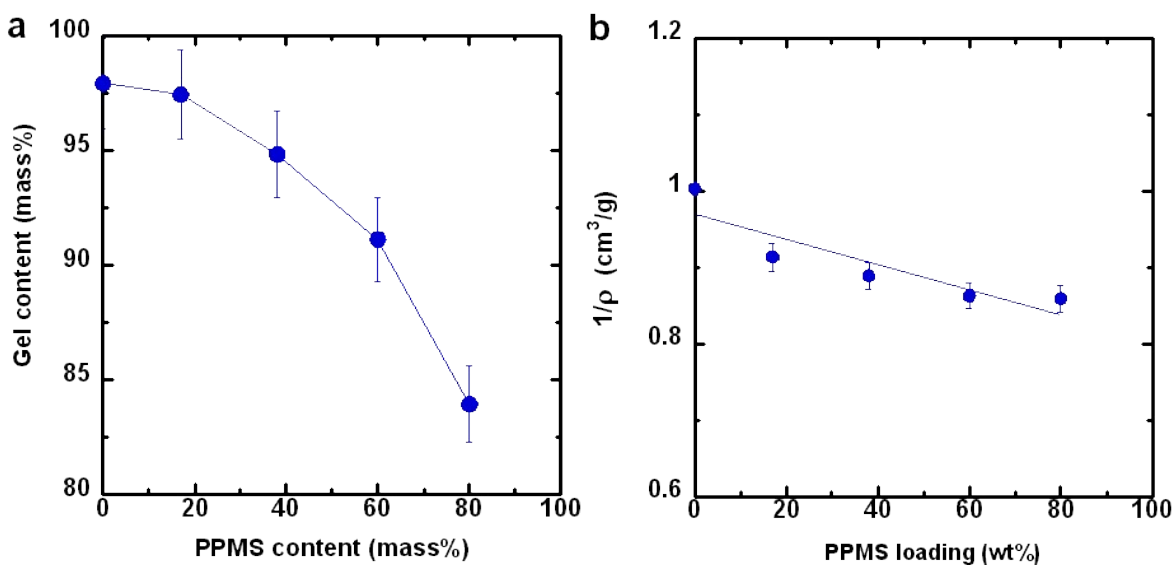 a
100
95
90
85
80
0 20 40 60 80 100
Gel content (mass%)
PPMS content (mass%)
b
1.2
1
0.8
0.6
0 20 40 60 80 100
1/ρ (cm³/g)
PPMS loading (wt%)